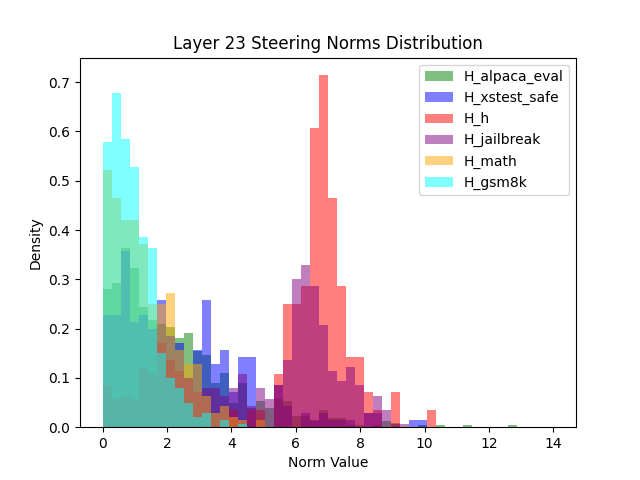 Layer 23 Steering Norms Distribution
H_alpaca_eval
H_xstest_safe
H_h
H_jailbreak
H_math
H_gsm8k
Density
0.7
0.6
0.5
0.4
0.3
0.2
0.1
0.0
0 2 4 6 8 10 12 14
Norm Value